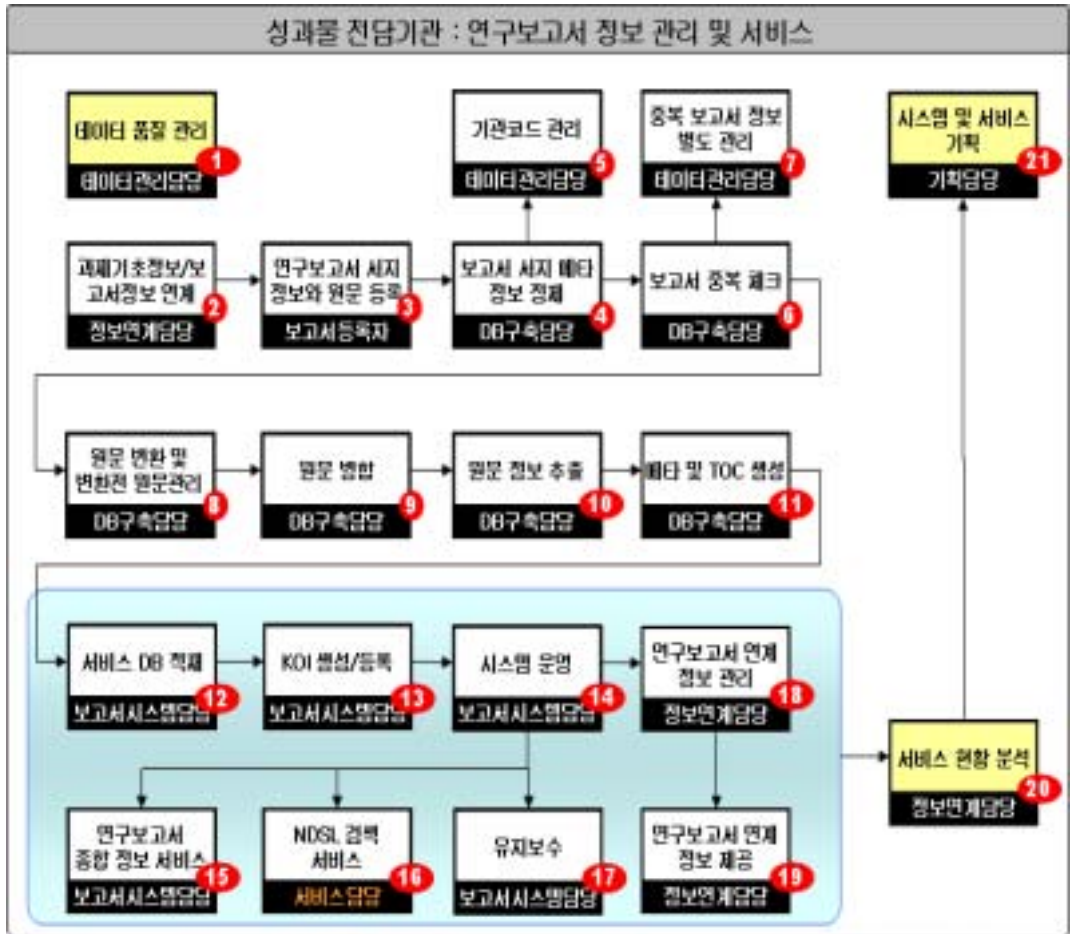 성과물 전담기관 : 연구보고서 정보 관리 및 서비스
데이터 품질 관리
1
데이터관리담당
기관코드 관리
5
데이터관리담당
중복 보고서 정보
별도 관리
7
데이터관리담당
시스템 및 서비스
기획
21
기획담당
과제기초정보/보
고서정보 연계
2
정보연계담당
연구보고서 서지
정보와 원문 등록
3
보고서등록자
보고서 서지 메타
정보 정제
4
DB구축담당
보고서 중복 체크
6
DB구축담당
원문 변환 및
변환전 원문관리
8
DB구축담당
원문 병합
9
DB구축담당
원문 정보 추출
10
DB구축담당
메타 및 TOC 생성
11
DB구축담당
서비스 DB 적재
12
보고서시스템담당
KOI 생성/등록
13
보고서시스템담당
시스템 운영
14
보고서시스템담당
연구보고서 연계
정보 관리
18
정보연계담당
서비스 현황 분석
20
정보연계담당
연구보고서
종합 정보 서비스
15
보고서시스템담당
NDSL 검색
서비스
16
서비스담당
유지보수
17
보고서시스템담당
연구보고서 연계
정보 제공
19
정보연계담당